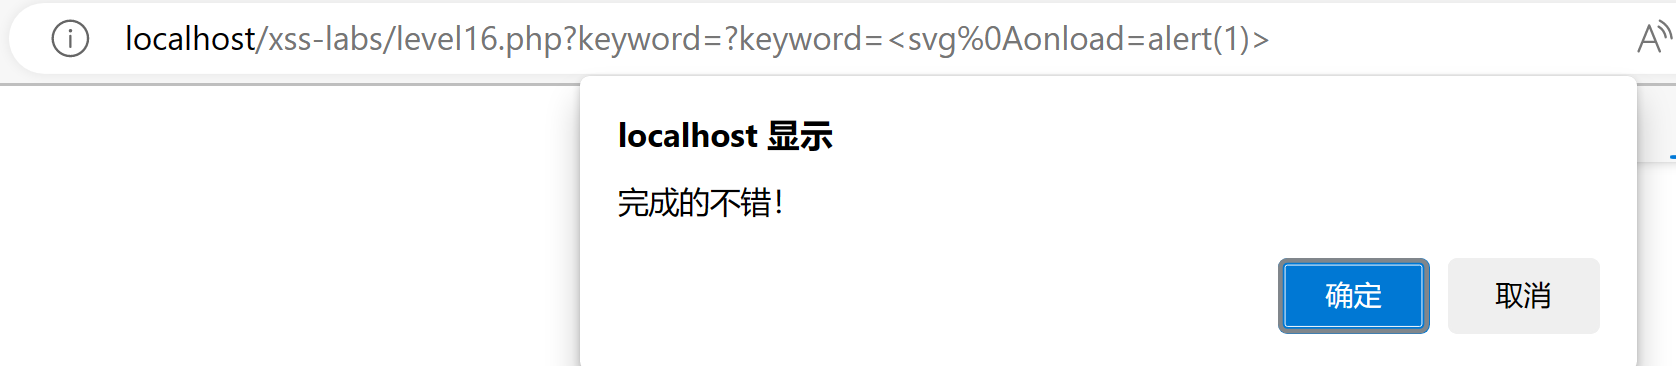 localhost/xss-labs/level16.php?keyword=?keyword=<svg%0Aonload=alert(1)>
localhost 显示
完成的不错!
确定 取消